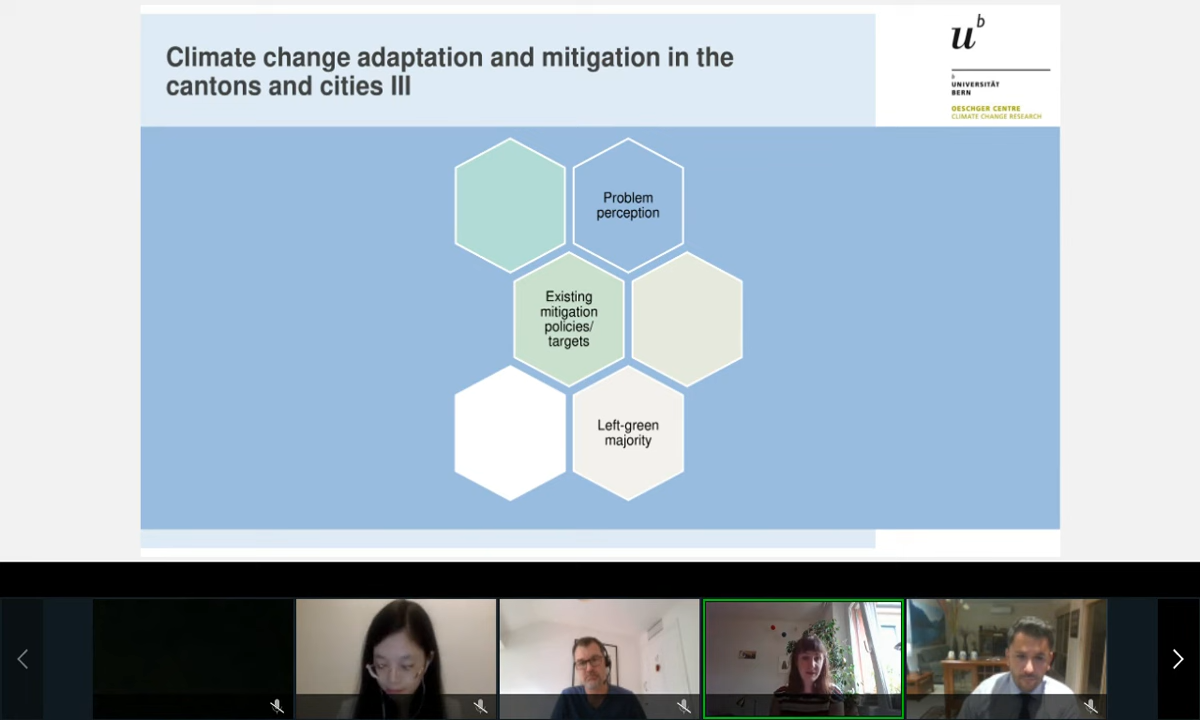 Climate change adaptation and mitigation in the
cantons and cities III
u
b
b
UNIVERSITÄT
BERN
OESCHGER CENTRE
CLIMATE CHANGE RESEARCH
Problem
perception
Existing
mitigation
policies/
targets
Left-green
majority